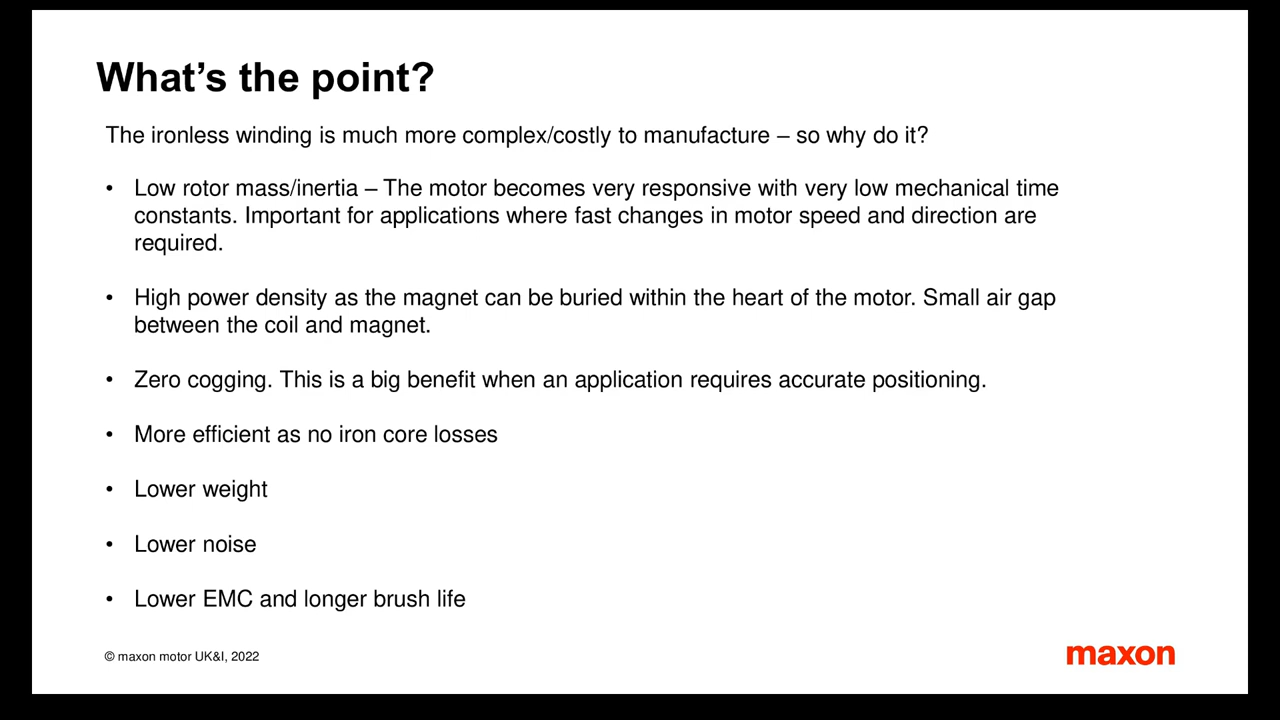 What's the point?
The ironless winding is much more complex/costly to manufacture – so why do it?
• Low rotor mass/inertia – The motor becomes very responsive with very low mechanical time
constants. Important for applications where fast changes in motor speed and direction are
required.
• High power density as the magnet can be buried within the heart of the motor. Small air gap
between the coil and magnet.
• Zero cogging. This is a big benefit when an application requires accurate positioning.
• More efficient as no iron core losses
• Lower weight
• Lower noise
• Lower EMC and longer brush life
© maxon motor UK&I, 2022
maxon